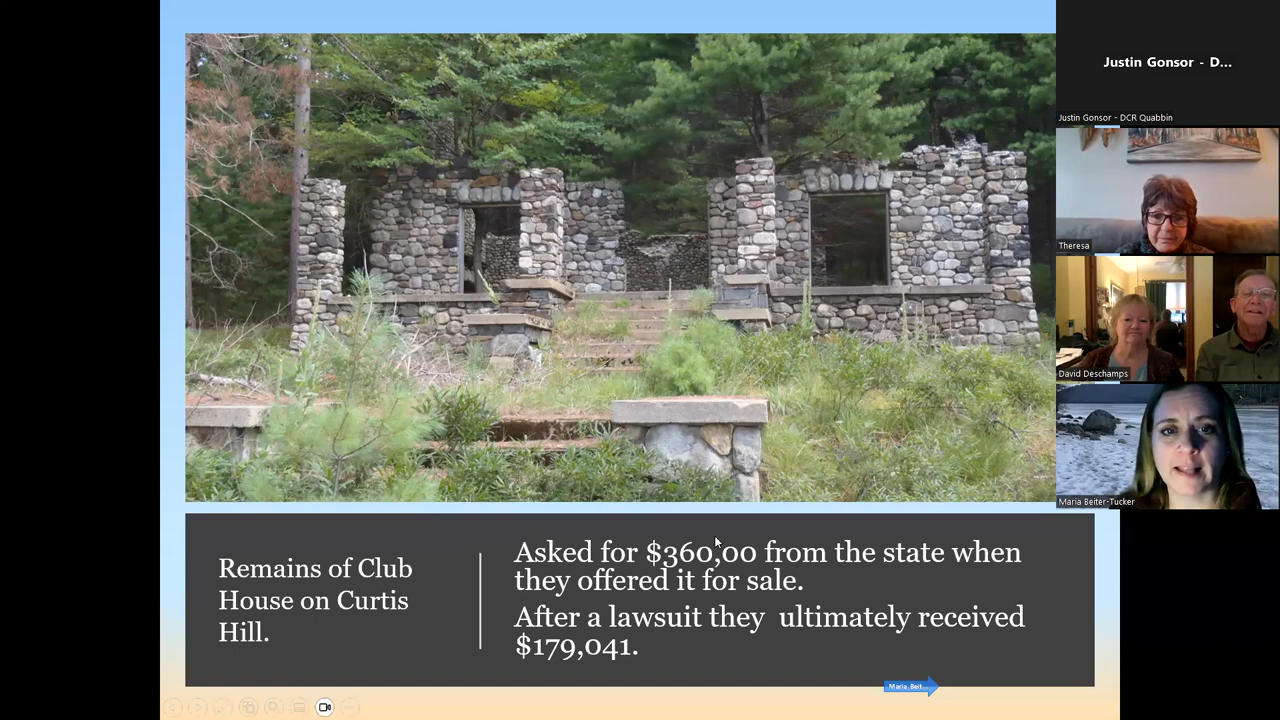 Justin Gonsor - D...
Justin Gonsor - DCR Quabbin
Theresa
David Deschamps
Maria Beiter-Tucker
Remains of Club
House on Curtis
Hill.
Asked for $360,00 from the state when
they offered it for sale.
After a lawsuit they  ultimately received
$179,041.
Maria Beit...